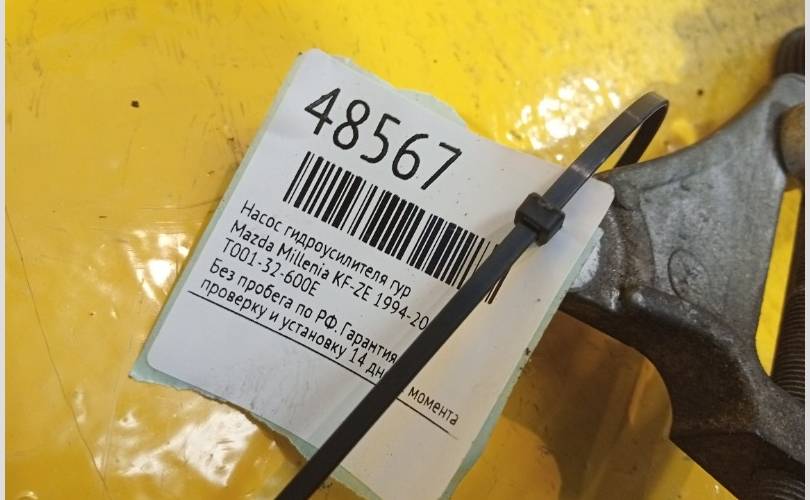 48567
Насос гидроусилителя гур
Mazda Millenia KF-ZE 1994-20
T001-32-600E
Без пробега по РФ. Гарантия
проверку и установку 14 дн момента